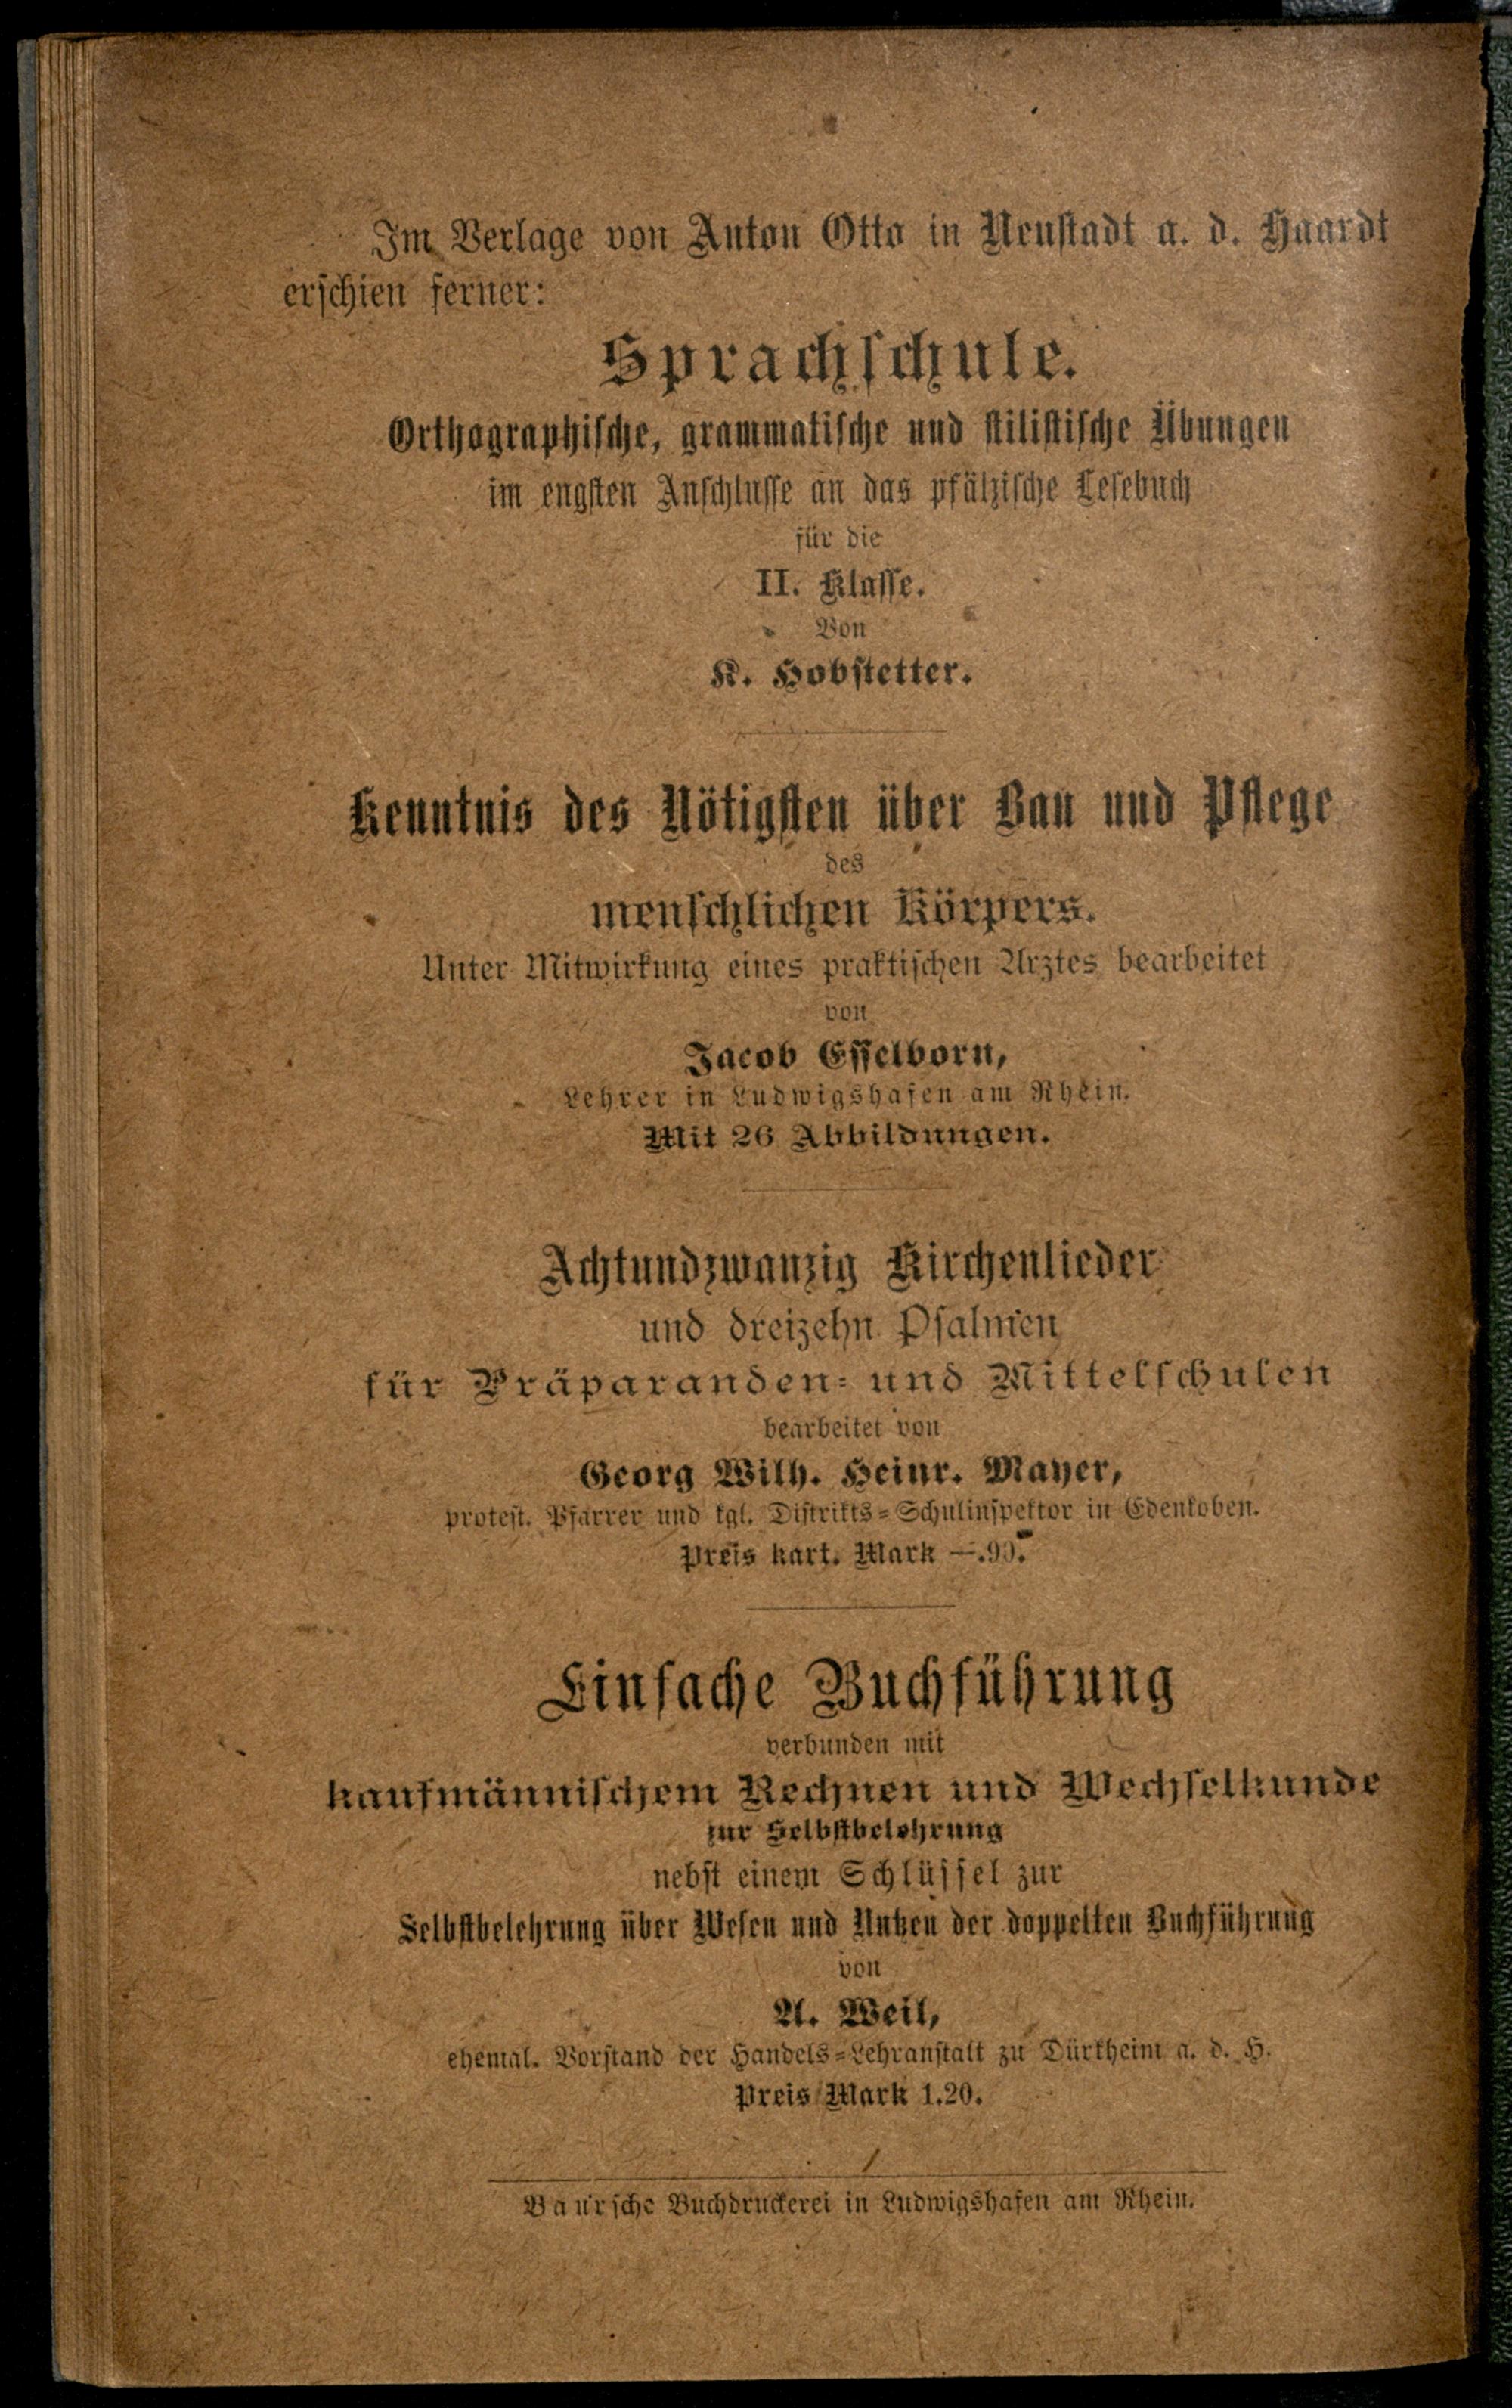 Im Verlage von Anton Otto in Neustadt a. d. Haardt
erschien ferner:
Sprachschule.
Orthographische, grammatische und stilistische Übungen
im engsten Anschlusse an das pfälzische Lesebuch
für die
II. Klasse.
Von
K. Hobstetter.
Kenntnis des Nötigsten über Bau und Pflege
des
menschlichen Körpers.
Unter Mitwirkung eines praktischen Arztes bearbeitet
von
Jacob Esselborn,
Lehrer in Ludwigshafen am Rhein.
Mit 26 Abbildungen.
Achtundzwanzig Kirchenlieder
und dreizehn Psalmen
für Präparanden- und Mittelschulen
bearbeitet von
Georg Wilh. Heinr. Mayer,
protest. Pfarrer und kgl. Distrikts-Schulinspektor in Edenkoben.
Preis kart. Mark —.90.
Einfache Buchführung
verbunden mit
kaufmännischem Rechnen und Wechselkunde
zur Selbstbelehrung
nebst einem Schlüssel zur
Selbstbelehrung über Wesen und Nutzen der doppelten Buchführung
von
A. Weil,
ehemal. Vorstand der Handels-Lehranstalt zu Dürkheim a. d. H.
Preis Mark 1.20.
Baur'sche Buchdruckerei in Ludwigshafen am Rhein.